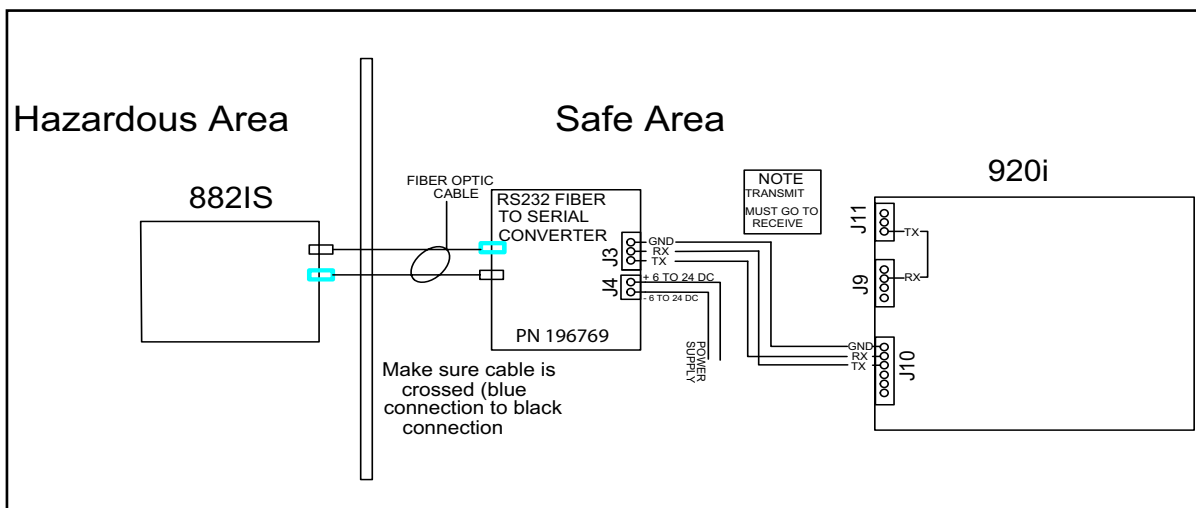 Hazardous Area
Safe Area
882IS
FIBER OPTIC
CABLE
RS232 FIBER
TO SERIAL
CONVERTER
J3
GND
RX
TX
J4
+ 6 TO 24 DC
- 6 TO 24 DC
PN 196769
POWER
SUPPLY
Make sure cable is
crossed (blue
connection to black
connection
NOTE
TRANSMIT
MUST GO TO
RECEIVE
920i
J11
TX
J9
RX
GND
RX
TX
J10